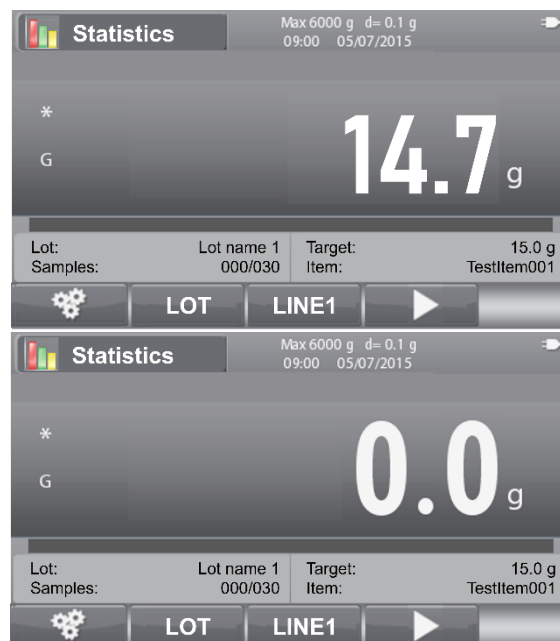 Statistics
Max 6000 g d= 0.1 g
09:00 05/07/2015
*
G
14.7 g
Lot: Lot name 1 Target: 15.0 g
Samples: 000/030 Item: TestItem001
LOT LINE1
Statistics
Max 6000 g d= 0.1 g
09:00 05/07/2015
*
G
0.0 g
Lot: Lot name 1 Target: 15.0 g
Samples: 000/030 Item: TestItem001
LOT LINE1